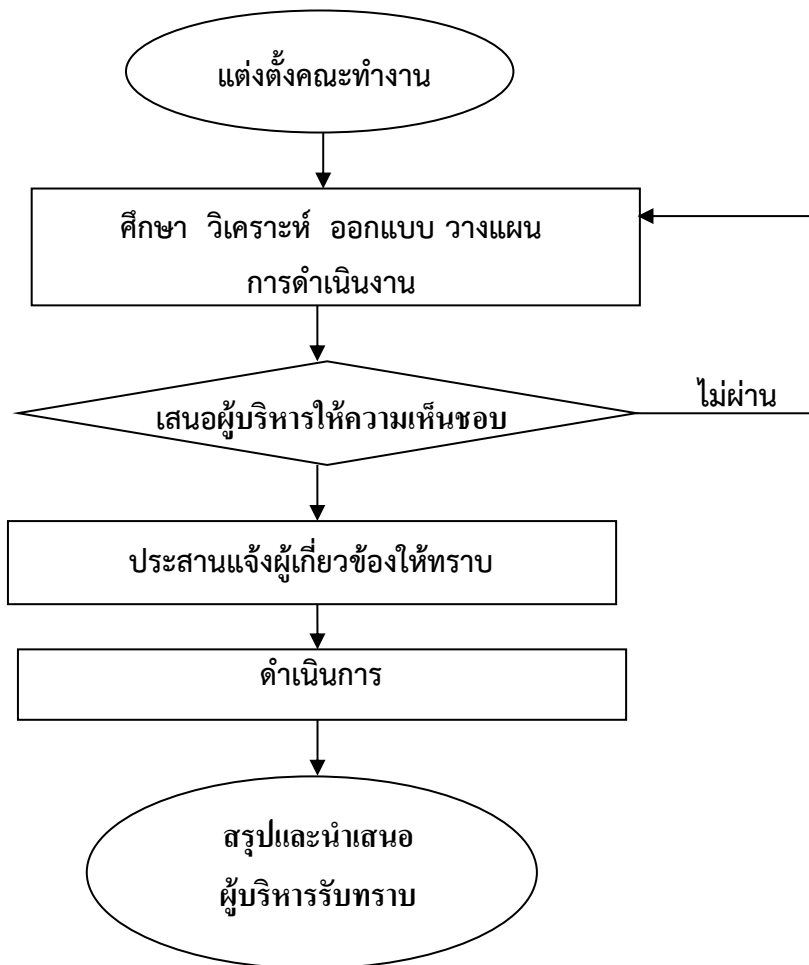 แต่งตั้งคณะทำงาน
ศึกษา วิเคราะห์ ออกแบบ วางแผน
การดำเนินงาน
เสนอผู้บริหารให้ความเห็นชอบ
ไม่ผ่าน
ประสานแจ้งผู้เกี่ยวข้องให้ทราบ
ดำเนินการ
สรุปและนำเสนอ
ผู้บริหารรับทราบ